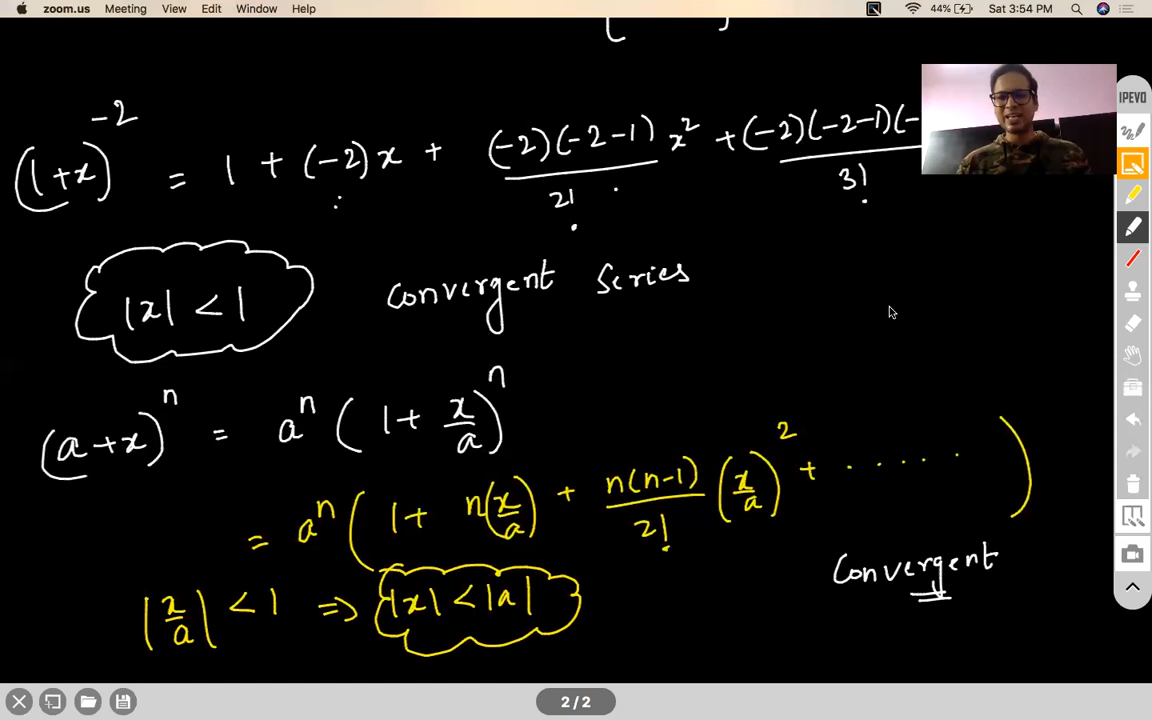 zoom.us Meeting View Edit Window Help 44% Sat 3:54 PM
IPEVO
(1+x)^-2 = 1 + (-2)x + (-2)(-2-1)/2! x^2 + (-2)(-2-1)(-/3!
|x| < 1 convergent series
(a+x)^n = a^n (1+ x/a)^n
= a^n (1+ n(x/a) + n(n-1)/2! (x/a)^2 + ......)
Convergent
|x/a| < 1 ⇒ |x| < |a|
2/2